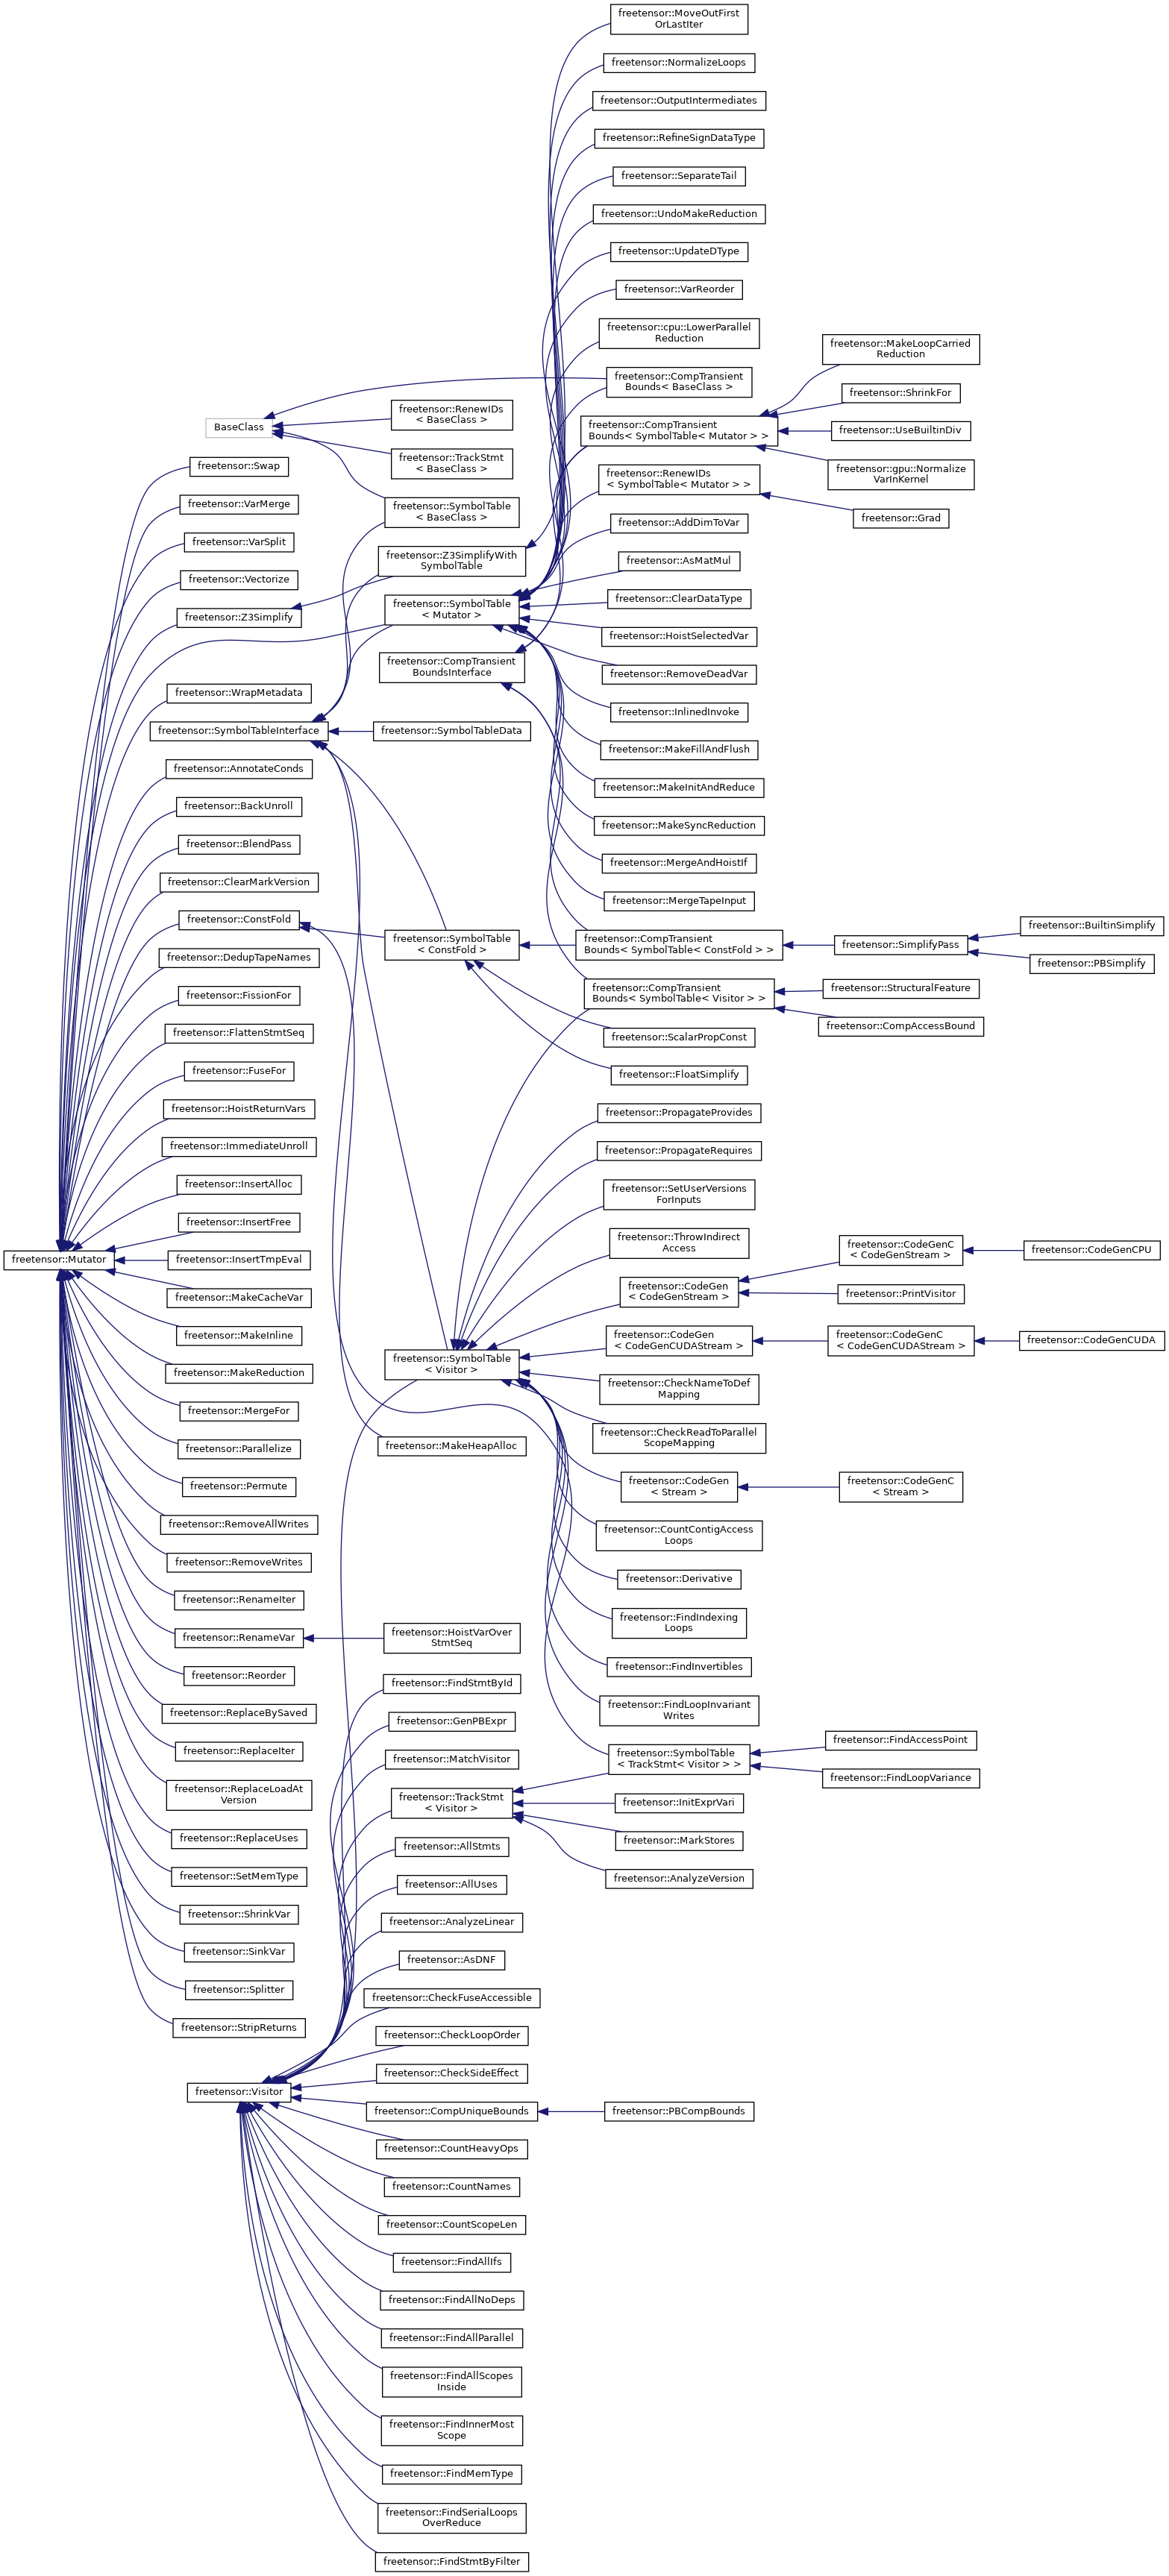 freetensor::MoveOutFirst
OrLastIter
freetensor::NormalizeLoops
freetensor::OutputIntermediates
freetensor::RefineSignDataType
freetensor::SeparateTail
freetensor::UndoMakeReduction
freetensor::UpdateDType
freetensor::VarReorder
freetensor::cpu::LowerParallel
Reduction
freetensor::CompTransient
Bounds< BaseClass >
freetensor::CompTransient
Bounds< SymbolTable< Mutator > >
freetensor::RenewIDs
< SymbolTable< Mutator > >
freetensor::AddDimToVar
freetensor::AsMatMul
freetensor::ClearDataType
freetensor::HoistSelectedVar
freetensor::RemoveDeadVar
freetensor::InlinedInvoke
freetensor::MakeFillAndFlush
freetensor::MakeInitAndReduce
freetensor::MakeSyncReduction
freetensor::MergeAndHoistIf
freetensor::MergeTapeInput
freetensor::CompTransient
Bounds< SymbolTable< ConstFold > >
freetensor::CompTransient
Bounds< SymbolTable< Visitor > >
freetensor::ScalarPropConst
freetensor::FloatSimplify
freetensor::PropagateProvides
freetensor::PropagateRequires
freetensor::SetUserVersions
ForInputs
freetensor::ThrowIndirect
Access
freetensor::CodeGen
< CodeGenStream >
freetensor::CodeGen
< CodeGenCUDAStream >
freetensor::CheckNameToDef
Mapping
freetensor::CheckReadToParallel
ScopeMapping
freetensor::CodeGen
< Stream >
freetensor::CountContigAccess
Loops
freetensor::Derivative
freetensor::FindIndexing
Loops
freetensor::FindInvertibles
freetensor::FindLoopInvariant
Writes
freetensor::SymbolTable
< TrackStmt< Visitor > >
freetensor::InitExprVari
freetensor::MarkStores
freetensor::AnalyzeVersion
freetensor::PBCompBounds
freetensor::MakeLoopCarried
Reduction
freetensor::ShrinkFor
freetensor::UseBuiltinDiv
freetensor::gpu::Normalize
VarInKernel
freetensor::Grad
freetensor::SimplifyPass
freetensor::BuiltinSimplify
freetensor::PBSimplify
freetensor::StructuralFeature
freetensor::CompAccessBound
freetensor::CodeGenC
< CodeGenStream >
freetensor::CodeGenCPU
freetensor::PrintVisitor
freetensor::CodeGenC
< CodeGenCUDAStream >
freetensor::CodeGenCUDA
freetensor::CodeGenC
< Stream >
freetensor::FindAccessPoint
freetensor::FindLoopVariance
BaseClass
freetensor::RenewIDs
< BaseClass >
freetensor::TrackStmt
< BaseClass >
freetensor::SymbolTable
< BaseClass >
freetensor::Z3SimplifyWith
SymbolTable
freetensor::SymbolTable
< Mutator >
freetensor::CompTransient
BoundsInterface
freetensor::SymbolTableData
freetensor::SymbolTable
< ConstFold >
freetensor::SymbolTable
< Visitor >
freetensor::MakeHeapAlloc
freetensor::HoistVarOver
StmtSeq
freetensor::FindStmtById
freetensor::GenPBExpr
freetensor::MatchVisitor
freetensor::TrackStmt
< Visitor >
freetensor::AllStmts
freetensor::AllUses
freetensor::AnalyzeLinear
freetensor::AsDNF
freetensor::CheckFuseAccessible
freetensor::CheckLoopOrder
freetensor::CheckSideEffect
freetensor::CompUniqueBounds
freetensor::CountHeavyOps
freetensor::CountNames
freetensor::CountScopeLen
freetensor::FindAllIfs
freetensor::FindAllNoDeps
freetensor::FindAllParallel
freetensor::FindAllScopes
Inside
freetensor::FindInnerMost
Scope
freetensor::FindMemType
freetensor::FindSerialLoops
OverReduce
freetensor::FindStmtByFilter
freetensor::Swap
freetensor::VarMerge
freetensor::VarSplit
freetensor::Vectorize
freetensor::Z3Simplify
freetensor::WrapMetadata
freetensor::SymbolTableInterface
freetensor::AnnotateConds
freetensor::BackUnroll
freetensor::BlendPass
freetensor::ClearMarkVersion
freetensor::ConstFold
freetensor::DedupTapeNames
freetensor::FissionFor
freetensor::FlattenStmtSeq
freetensor::FuseFor
freetensor::HoistReturnVars
freetensor::ImmediateUnroll
freetensor::InsertAlloc
freetensor::InsertFree
freetensor::Mutator
freetensor::InsertTmpEval
freetensor::MakeCacheVar
freetensor::MakeInline
freetensor::MakeReduction
freetensor::MergeFor
freetensor::Parallelize
freetensor::Permute
freetensor::RemoveAllWrites
freetensor::RemoveWrites
freetensor::RenameIter
freetensor::RenameVar
freetensor::Reorder
freetensor::ReplaceBySaved
freetensor::ReplaceIter
freetensor::ReplaceLoadAt
Version
freetensor::ReplaceUses
freetensor::SetMemType
freetensor::ShrinkVar
freetensor::SinkVar
freetensor::Splitter
freetensor::StripReturns
freetensor::Visitor